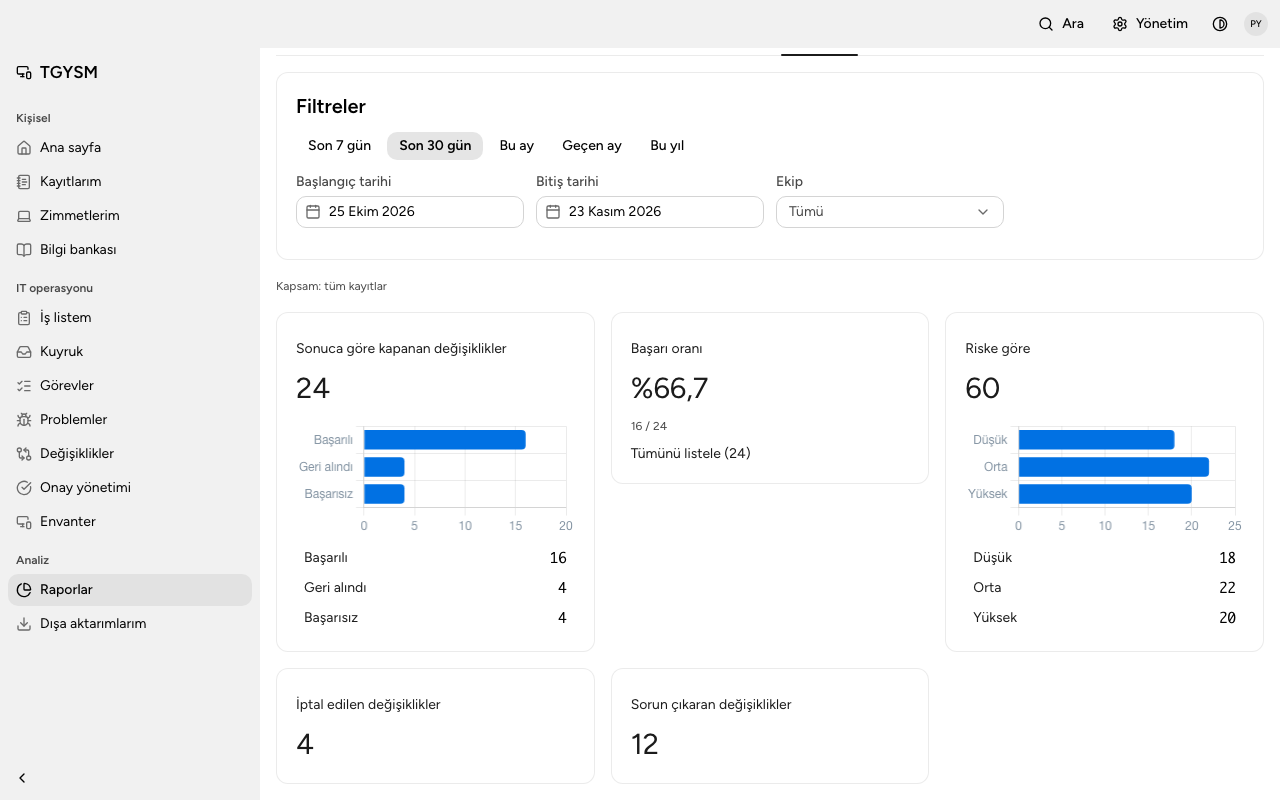 Ara
Yönetim
PY
TGYSM
Kişisel
Ana sayfa
Kayıtlarım
Zimmetlerim
Bilgi bankası
IT operasyonu
İş listem
Kuyruk
Görevler
Problemler
Değişiklikler
Onay yönetimi
Envanter
Analiz
Raporlar
Dışa aktarımlarım
Filtreler
Son 7 gün
Son 30 gün
Bu ay
Geçen ay
Bu yıl
Başlangıç tarihi
25 Ekim 2026
Bitiş tarihi
23 Kasım 2026
Ekip
Tümü
Kapsam: tüm kayıtlar
Sonuca göre kapanan değişiklikler
24
Başarılı
Geri alındı
Başarısız
0 5 10 15 20
Başarılı 16
Geri alındı 4
Başarısız 4
Başarı oranı
%66,7
16 / 24
Tümünü listele (24)
Riske göre
60
Düşük
Orta
Yüksek
0 5 10 15 20 25
Düşük 18
Orta 22
Yüksek 20
İptal edilen değişiklikler
4
Sorun çıkaran değişiklikler
12